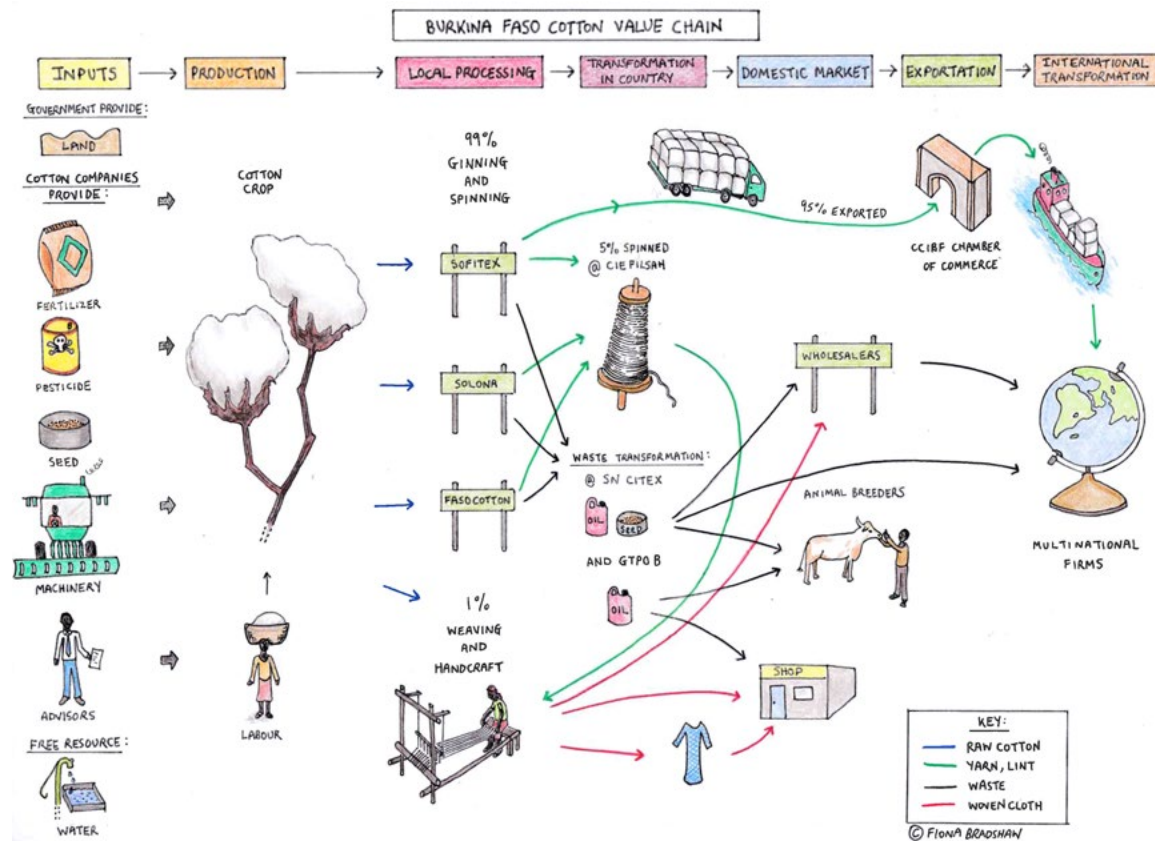 BURKINA FASO COTTON VALUE CHAIN
INPUTS
PRODUCTION
LOCAL PROCESSING
TRANSFORMATION
IN COUNTRY
DOMESTIC MARKET
EXPORTATION
INTERNATIONAL
TRANSFORMATION
GOVERNMENT PROVIDE:
LAND
COTTON COMPANIES
PROVIDE:
FERTILIZER
PESTICIDE
SEED
MACHINERY
ADVISORS
FREE RESOURCE:
WATER
COTTON
CROP
LABOUR
99%
GINNING
AND
SPINNING
SOFITEX
SOLONA
FASOCOTTON
1%
WEAVING
AND
HANDCRAFT
95% EXPORTED
5% SPINNED
@ CIEFILSAH
WASTE TRANSFORMATION:
@ SN CITEX
OIL
SEED
AND GTPOB
OIL
WHOLESALERS
ANIMAL BREEDERS
SHOP
CCIBF CHAMBER
OF COMMERCE
MULTINATIONAL
FIRMS
KEY:
RAW COTTON
YARN, LINT
WASTE
WOVEN CLOTH
© FIONA BRADSHAW